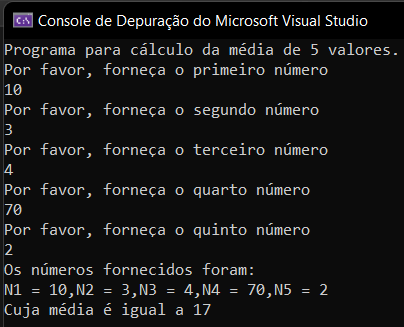 Console de Depuração do Microsoft Visual Studio
Programa para cálculo da média de 5 valores.
Por favor, forneça o primeiro número
10
Por favor, forneça o segundo número
3
Por favor, forneça o terceiro número
4
Por favor, forneça o quarto número
70
Por favor, forneça o quinto número
2
Os números fornecidos foram:
N1 = 10,N2 = 3,N3 = 4,N4 = 70,N5 = 2
Cuja média é igual a 17